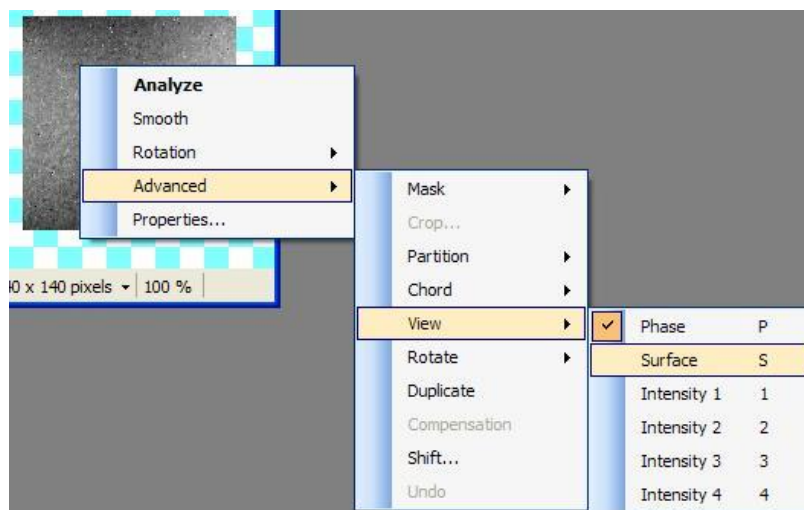 Analyze
Smooth
Rotation
Advanced
Properties...
0 x 140 pixels 100 %
Mask
Crop...
Partition
Chord
View
Rotate
Duplicate
Compensation
Shift...
Undo
Phase P
Surface S
Intensity 1 1
Intensity 2 2
Intensity 3 3
Intensity 4 4